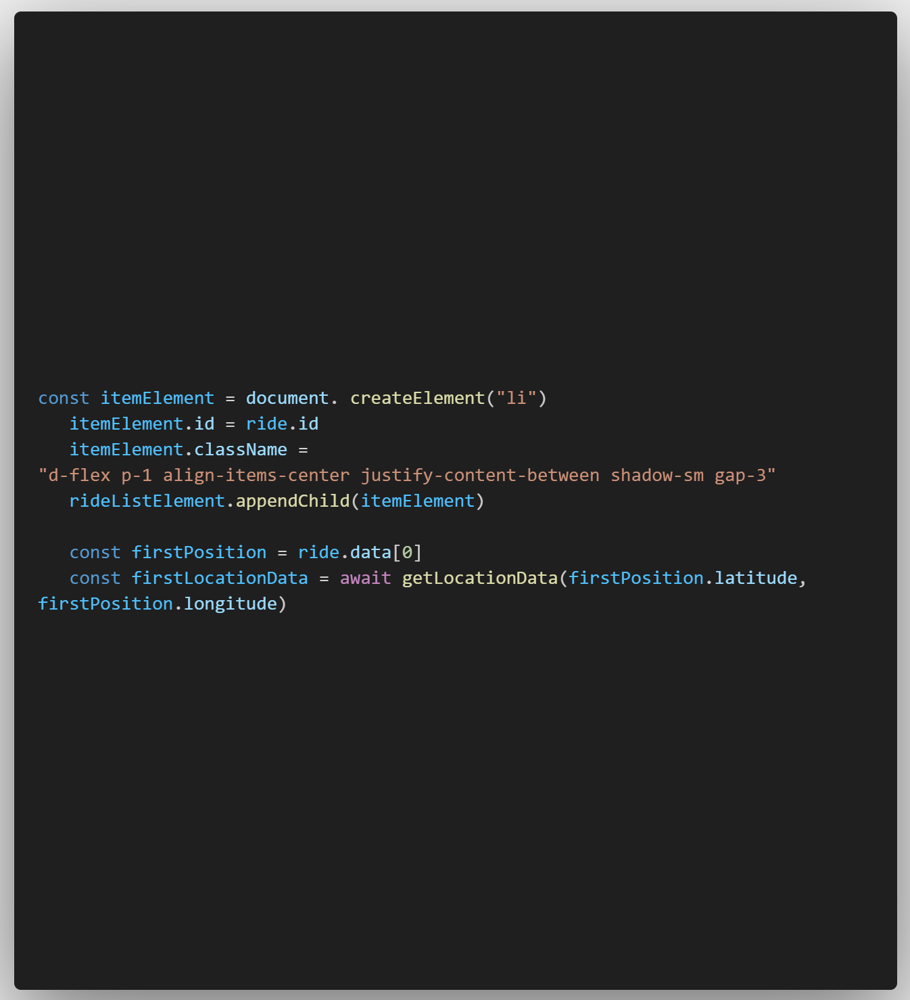 const itemElement = document. createElement("li")
   itemElement.id = ride.id
   itemElement.className =
"d-flex p-1 align-items-center justify-content-between shadow-sm gap-3"
   rideListElement.appendChild(itemElement)

   const firstPosition = ride.data[0]
   const firstLocationData = await getLocationData(firstPosition.latitude,
firstPosition.longitude)